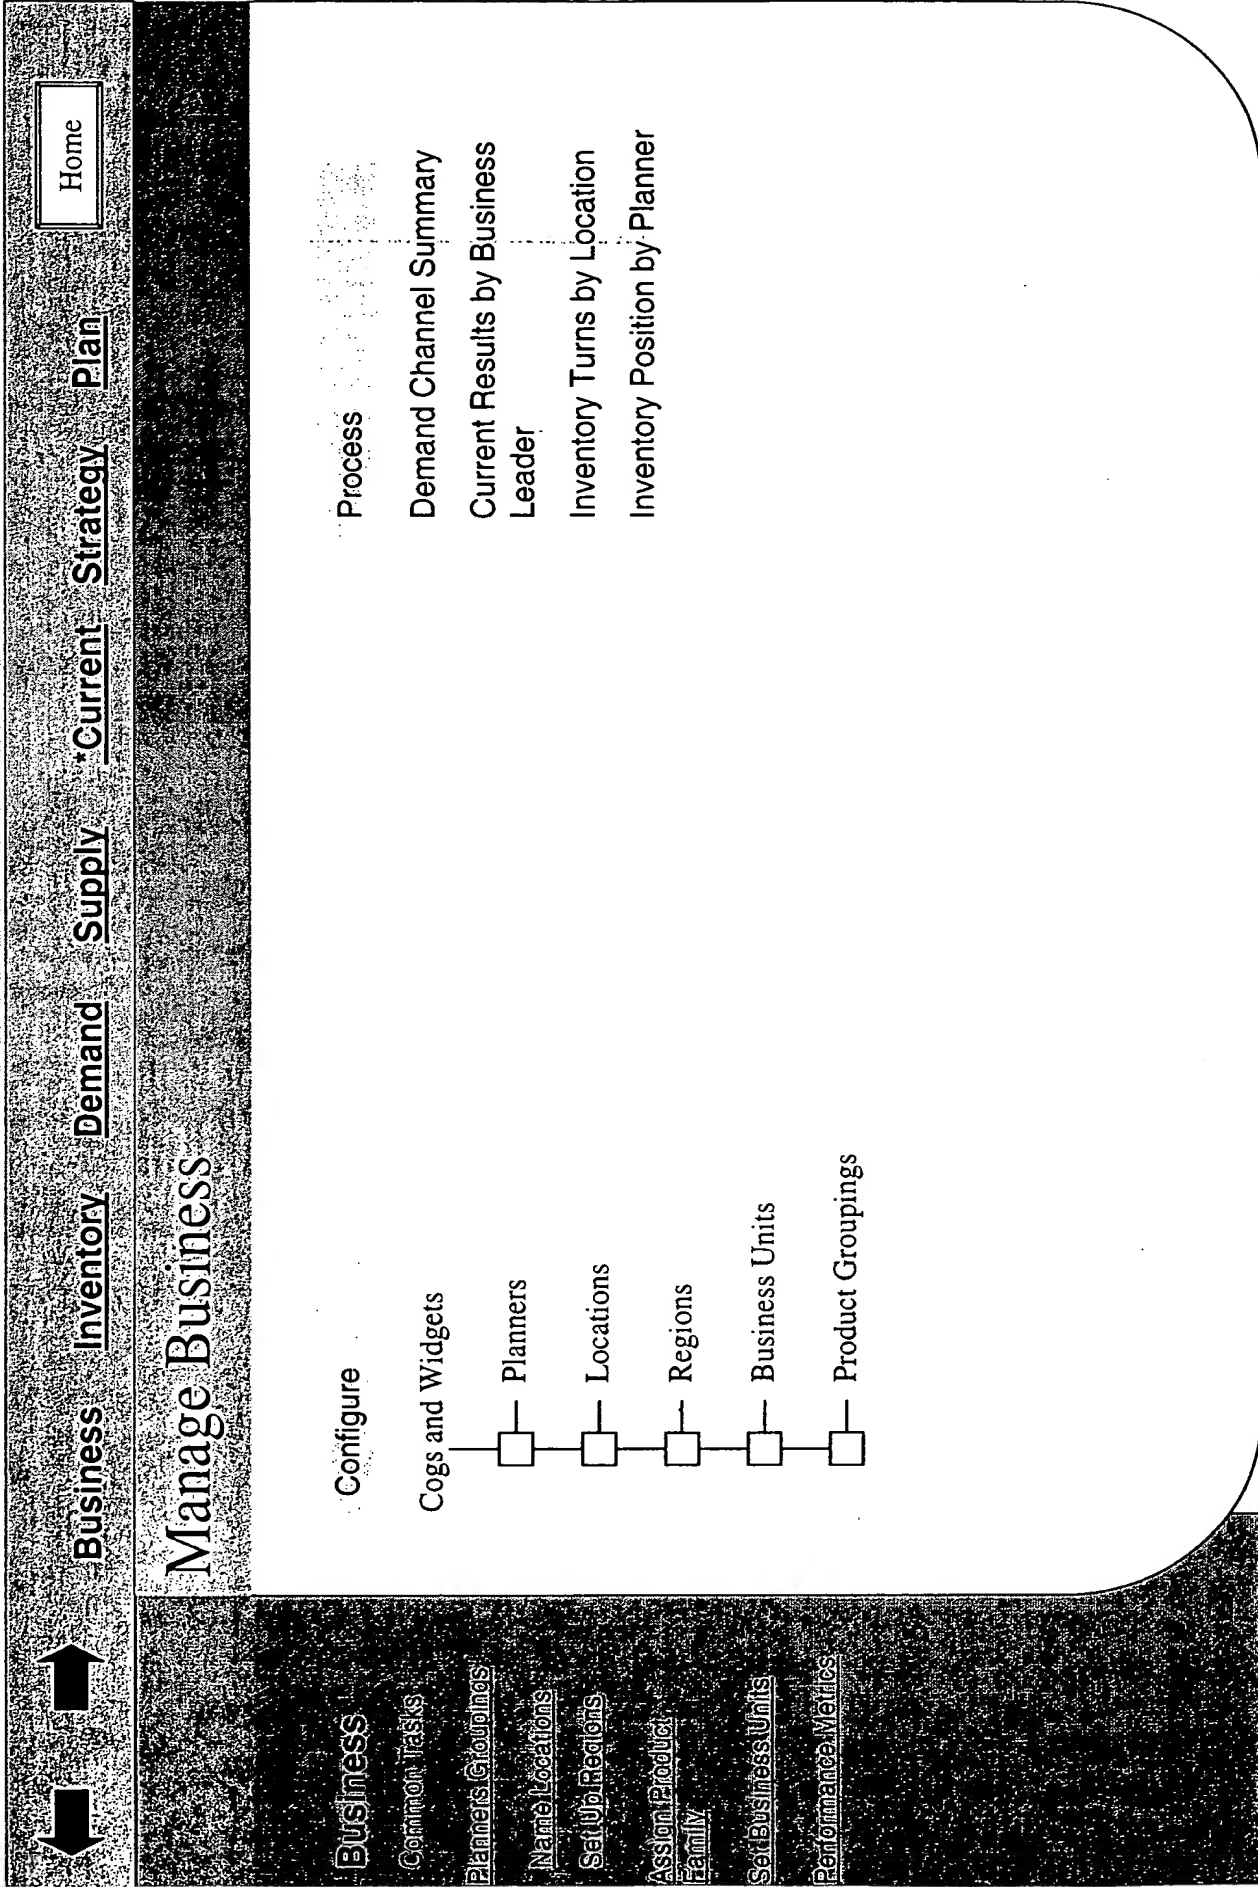 Business Inventory Demand Supply *Current Strategy Plan
Home
Manage Business
Business
Common Tasks
Planners Groupings
Name Locations
Set Up Regions
Assign Product
Family
Set Business Units
Performance Metrics
Configure
Cogs and Widgets
Planners
Locations
Regions
Business Units
Product Groupings
Process
Demand Channel Summary
Current Results by Business
Leader
Inventory Turns by Location
Inventory Position by Planner